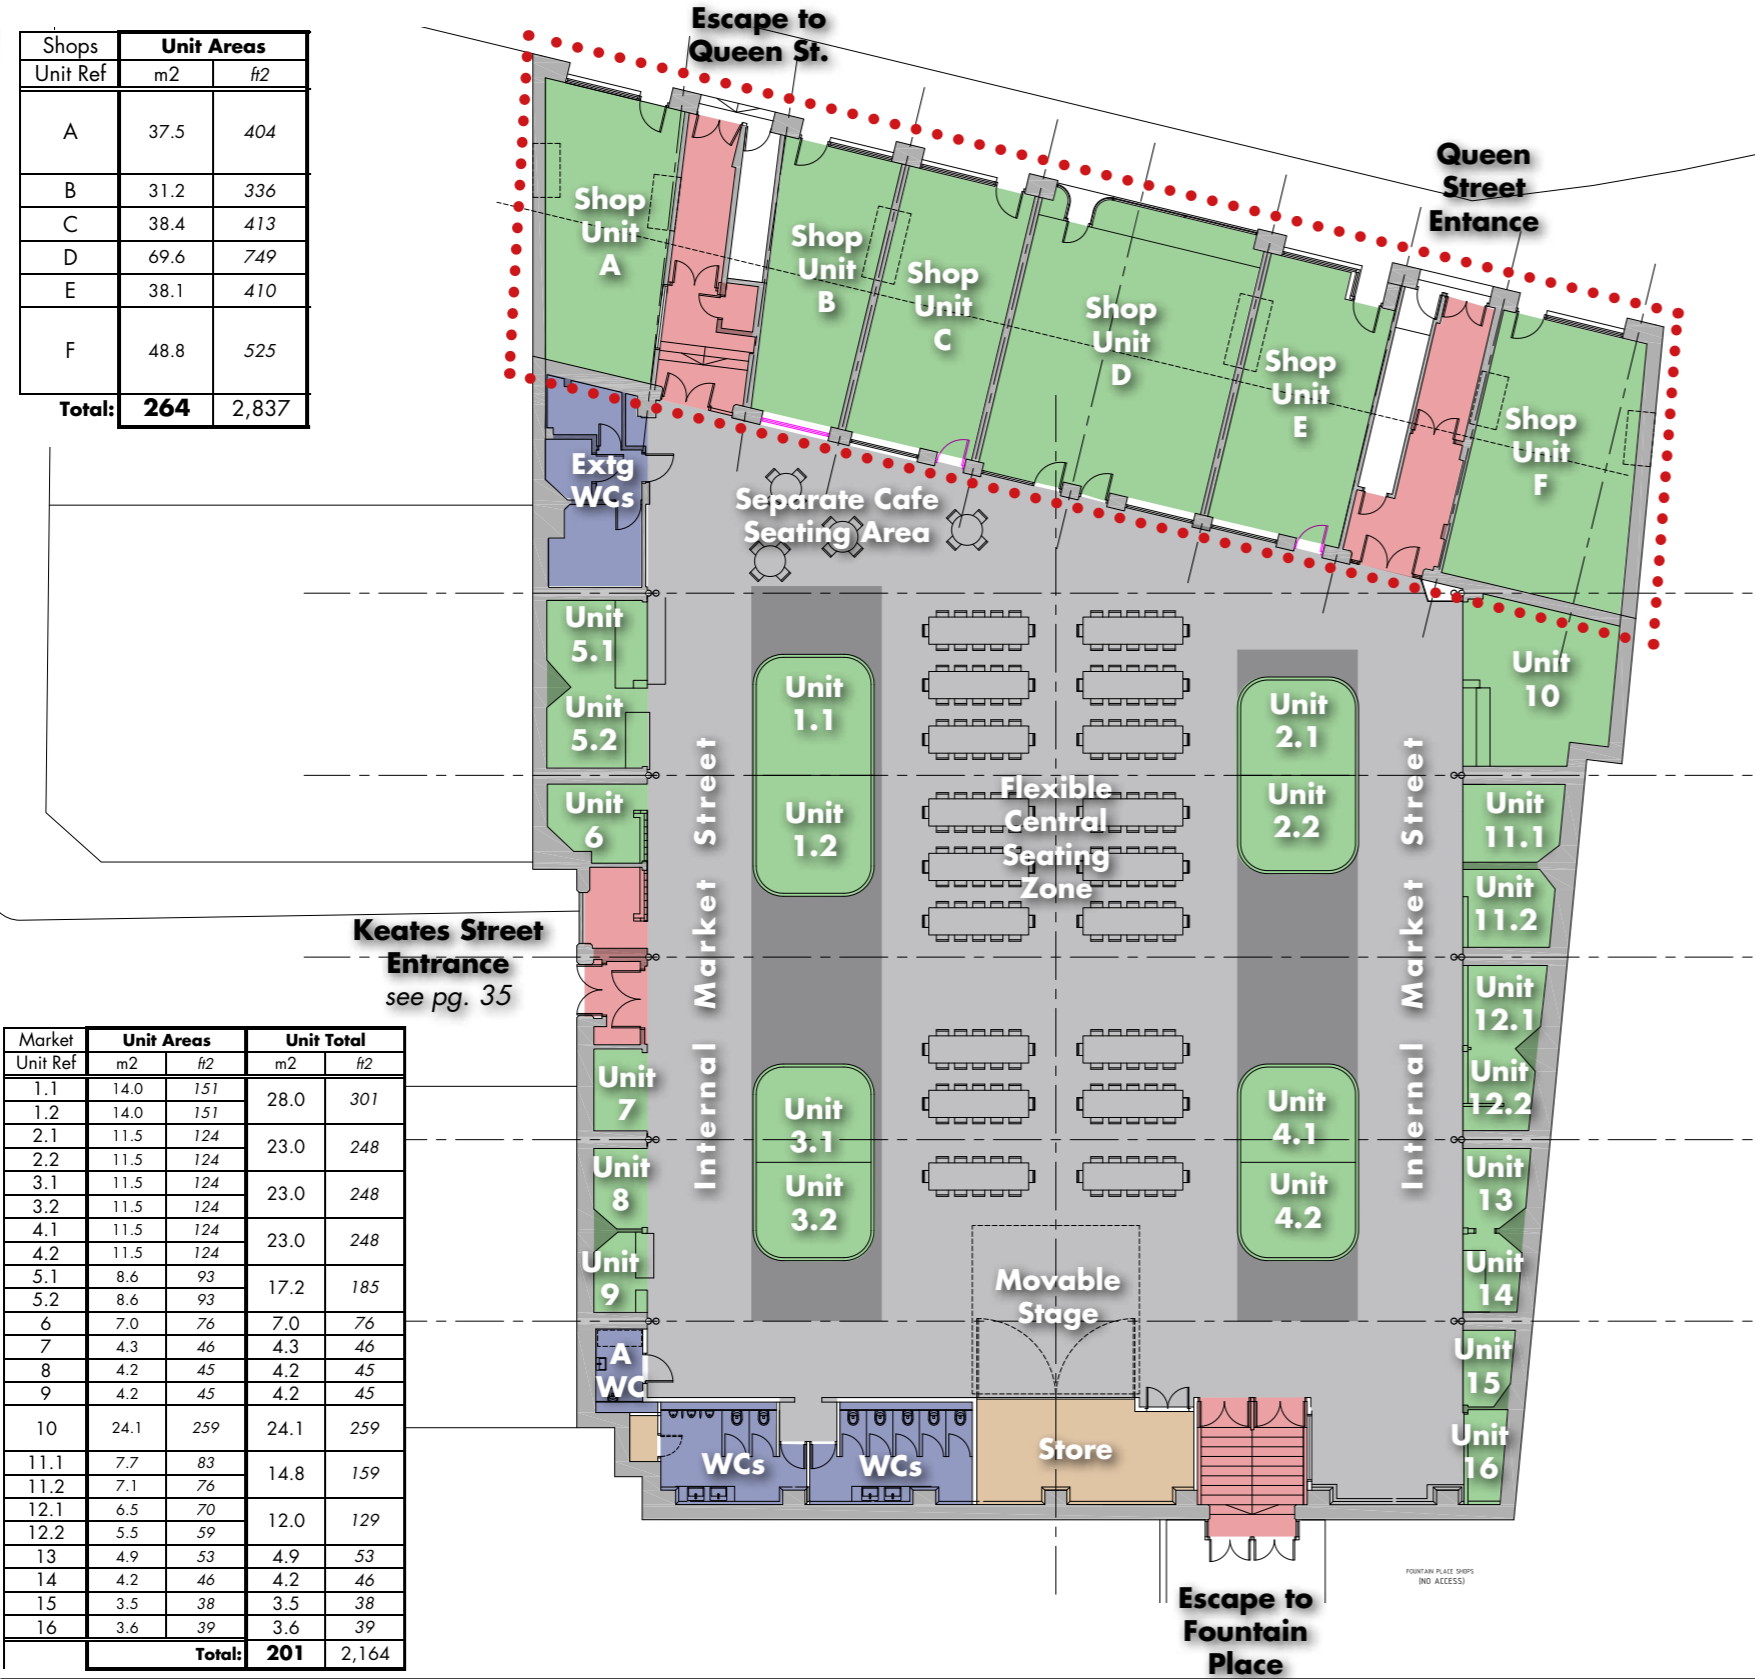 Shops Unit Areas
Unit Ref m2 ft2
A 37.5 404
B 31.2 336
C 38.4 413
D 69.6 749
E 38.1 410
F 48.8 525
Total: 264 2,837
Escape to
Queen St.
Queen
Street
Entance
Shop
Unit
A
Shop
Unit
B
Shop
Unit
C
Shop
Unit
D
Shop
Unit
E
Shop
Unit
F
Extg
WCs
Separate Cafe
Seating Area
Unit
5.1
Unit
5.2
Unit
6
Unit
1.1
Unit
1.2
Unit
2.1
Unit
2.2
Unit
10
Unit
11.1
Unit
11.2
Unit
12.1
Unit
12.2
Flexible
Central
Seating
Zone
Internal Market Street
Internal Market Street
Keates Street
Entrance
see pg. 35
Unit
7
Unit
8
Unit
9
Unit
3.1
Unit
3.2
Unit
4.1
Unit
4.2
Unit
13
Unit
14
Unit
15
Unit
16
Movable
Stage
A
WC
WCs
WCs
Store
Escape to
Fountain
Place
FOUNTAIN PLACE SHOPS
(NO ACCESS)
Market Unit Areas Unit Total
Unit Ref m2 ft2 m2 ft2
1.1 14.0 151 28.0 301
1.2 14.0 151
2.1 11.5 124 23.0 248
2.2 11.5 124
3.1 11.5 124 23.0 248
3.2 11.5 124
4.1 11.5 124 23.0 248
4.2 11.5 124
5.1 8.6 93 17.2 185
5.2 8.6 93
6 7.0 76 7.0 76
7 4.3 46 4.3 46
8 4.2 45 4.2 45
9 4.2 45 4.2 45
10 24.1 259 24.1 259
11.1 7.7 83 14.8 159
11.2 7.1 76
12.1 6.5 70 12.0 129
12.2 5.5 59
13 4.9 53 4.9 53
14 4.2 46 4.2 46
15 3.5 38 3.5 38
16 3.6 39 3.6 39
Total: 201 2,164